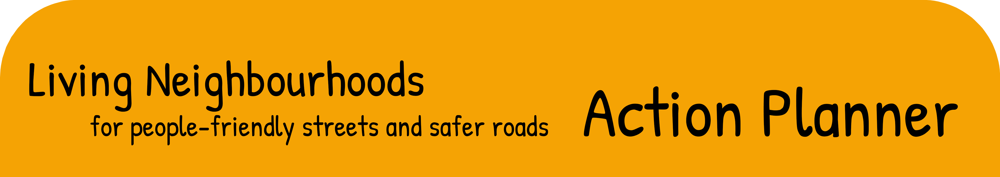 Living Neighbourhoods
for people-friendly streets and safer roads
Action Planner